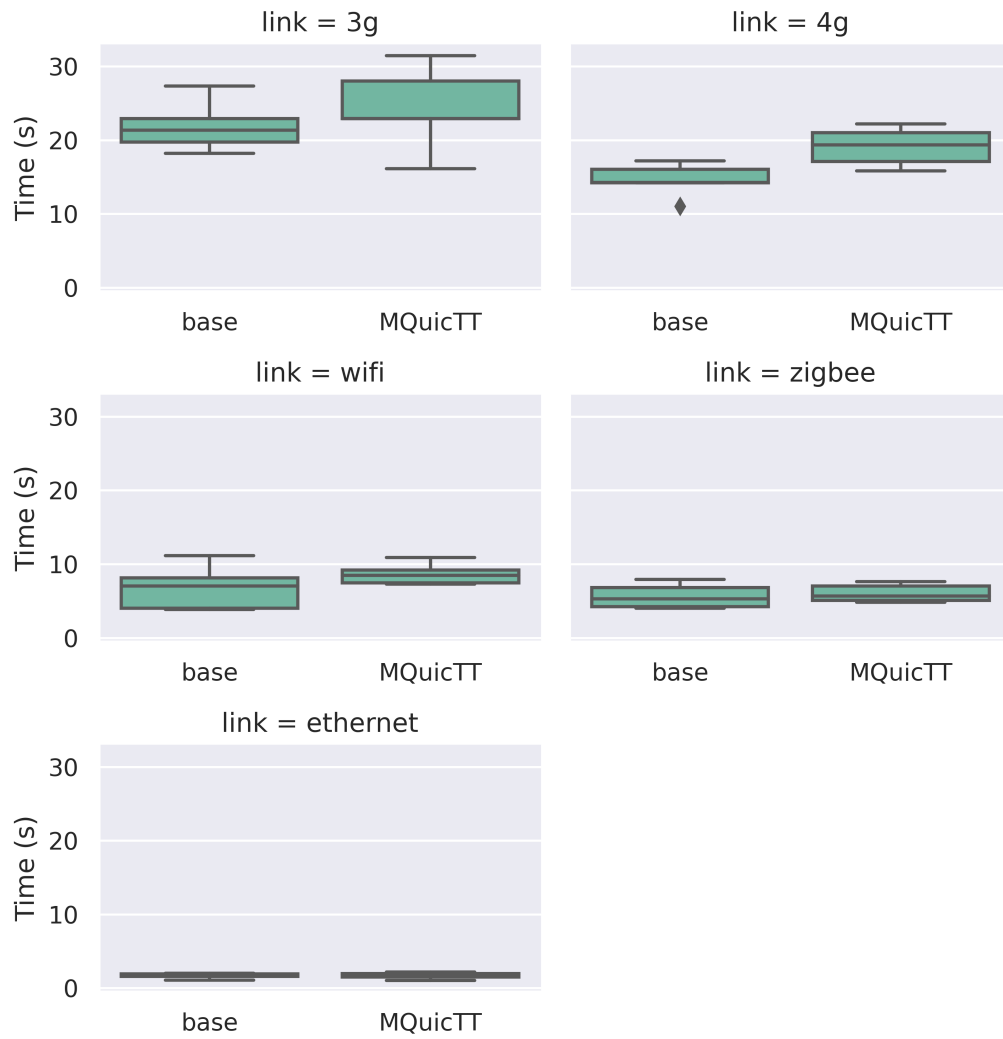 link = 3g
link = 4g
Time (s)
30
20
10
0
base
MQuicTT
base
MQuicTT
link = wifi
link = zigbee
Time (s)
30
20
10
0
base
MQuicTT
base
MQuicTT
link = ethernet
Time (s)
30
20
10
0
base
MQuicTT